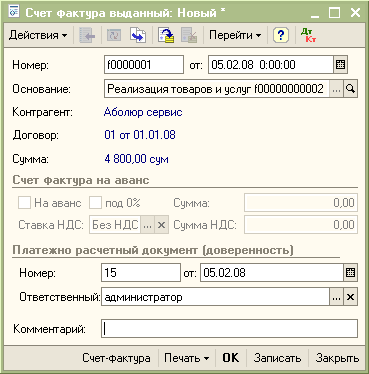 Счет фактура выданный: Новый *
Действия Перейти ? Дт Кт
Номер: f0000001 от: 05.02.08 0:00:00
Основание: Реализация товаров и услуг f00000000002 ...
Контрагент: Аболюр сервис
Договор: 01 от 01.01.08
Сумма: 4 800,00 сум
Счет фактура на аванс
На аванс под 0% Сумма: 0,00
Ставка НДС: Без НДС ... Сумма НДС: 0,00
Платежно расчетный документ (доверенность)
Номер: 15 от: 05.02.08
Ответственный: администратор ...
Комментарий:
Счет-фактура Печать OK Записать Закрыть